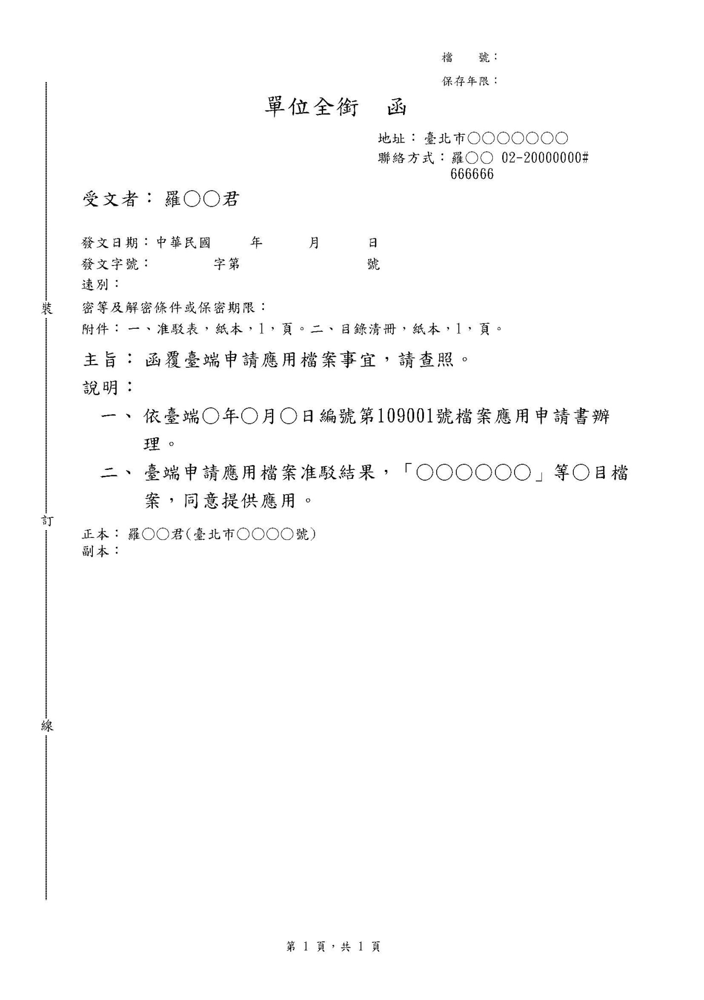 檔　　號：
保存年限：
單位全銜　函
地址：臺北市○○○○○○○
聯絡方式：羅○○ 02-20000000#
666666
受文者：羅○○君
發文日期：中華民國　　年　　月　　日
發文字號：　　　　字第　　　　　　　　號
速別：
密等及解密條件或保密期限：
附件：一、准駁表，紙本，1，頁。二、目錄清冊，紙本，1，頁。
主旨：函覆臺端申請應用檔案事宜，請查照。
說明：
一、依臺端○年○月○日編號第109001號檔案應用申請書辦
理。
二、臺端申請應用檔案准駁結果，「○○○○○○」等○目檔
案，同意提供應用。
正本：羅○○君(臺北市○○○○號)
副本：
裝
訂
線
第 1 頁，共 1 頁